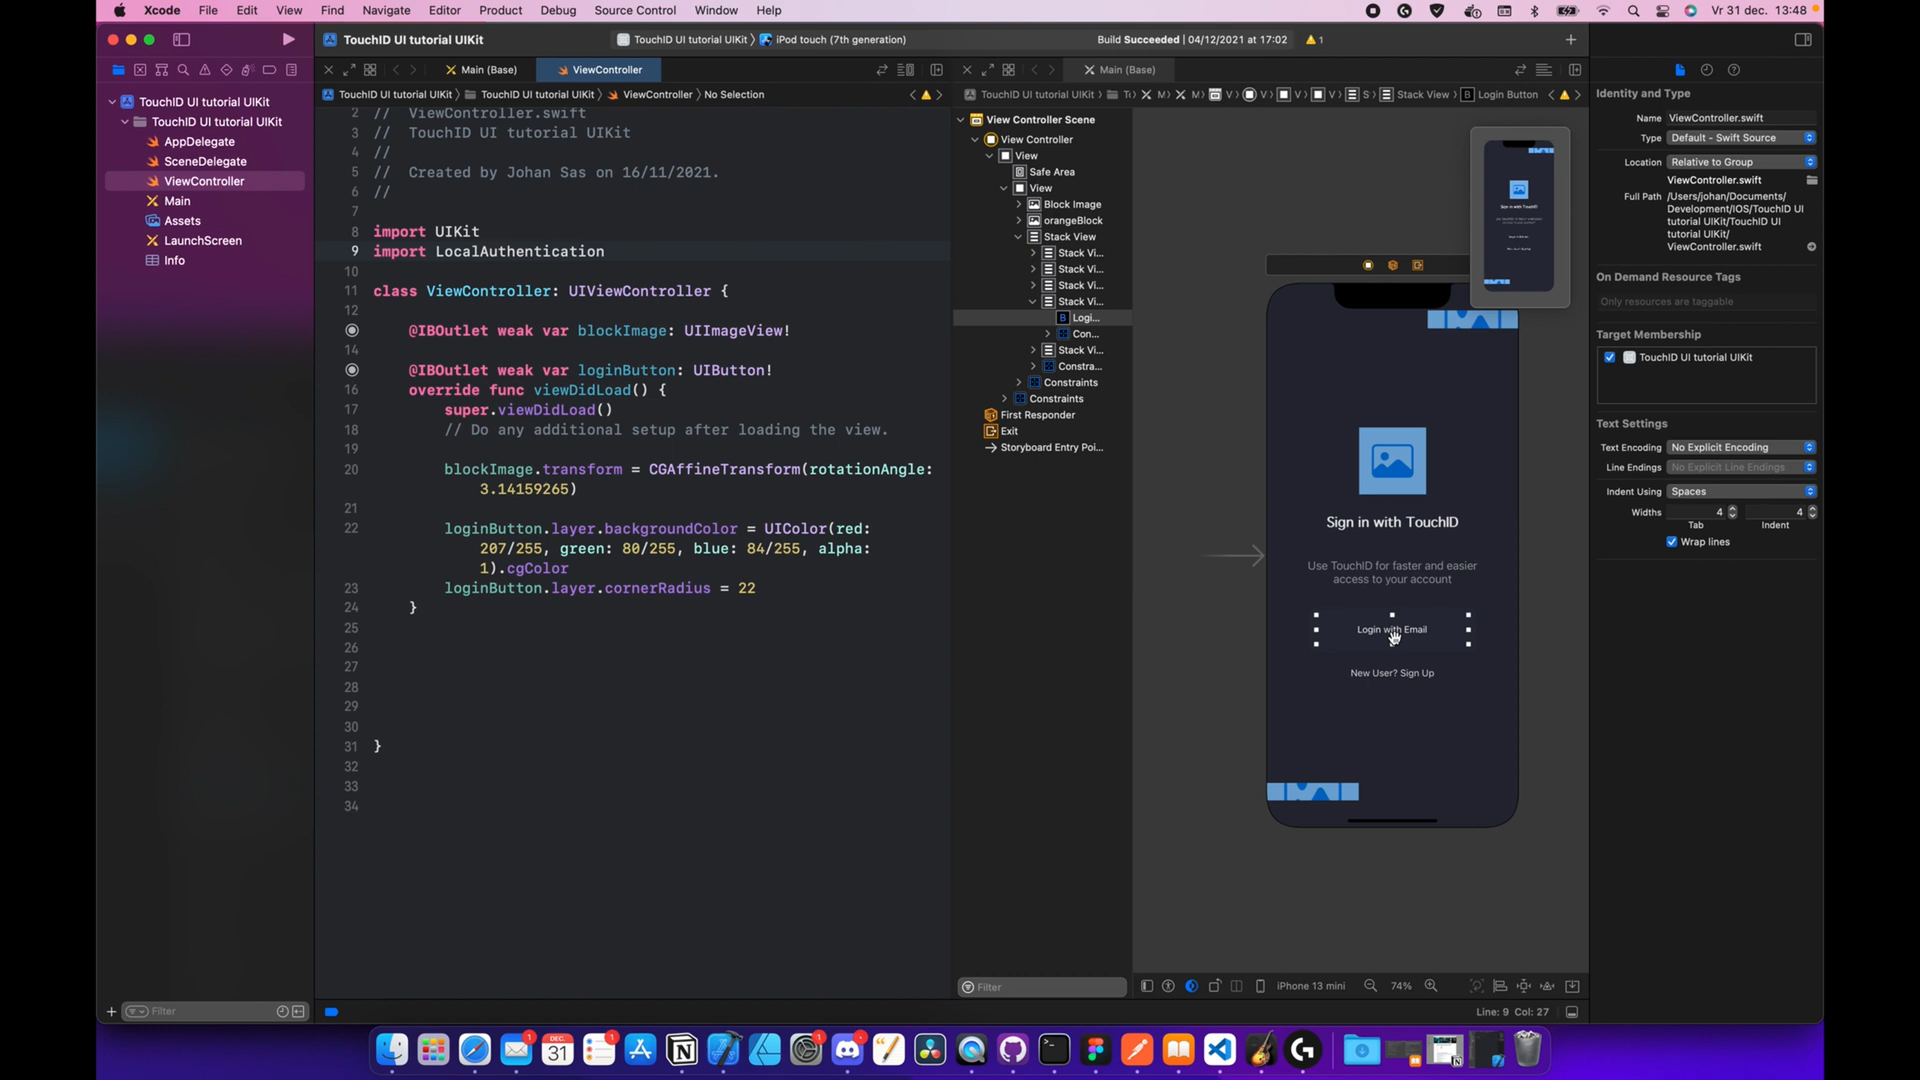 Xcode File Edit View Find Navigate Editor Product Debug Source Control Window Help
Vr 31 dec. 13:48
TouchID UI tutorial UIKit
TouchID UI tutorial UIKit
iPod touch (7th generation)
Build Succeeded | 04/12/2021 at 17:02
1
Main (Base)
ViewController
Main (Base)
TouchID UI tutorial UIKit
TouchID UI tutorial UIKit
AppDelegate
SceneDelegate
ViewController
Main
Assets
LaunchScreen
Info
Filter
TouchID UI tutorial UIKit
TouchID UI tutorial UIKit
ViewController
No Selection
2 // ViewController.swift
3 // TouchID UI tutorial UIKit
4 //
5 // Created by Johan Sas on 16/11/2021.
6 //
7
8 import UIKit
9 import LocalAuthentication
10
11 class ViewController: UIViewController {
12
@IBOutlet weak var blockImage: UIImageView!
14
@IBOutlet weak var loginButton: UIButton!
16 override func viewDidLoad() {
17 super.viewDidLoad()
18 // Do any additional setup after loading the view.
19
20 blockImage.transform = CGAffineTransform(rotationAngle:
3.14159265)
21
22 loginButton.layer.backgroundColor = UIColor(red:
207/255, green: 80/255, blue: 84/255, alpha:
1).cgColor
23 loginButton.layer.cornerRadius = 22
24 }
25
26
27
28
29
30
31 }
32
33
34
TouchID UI tutorial UIKit
M
M
V
V
V
V
S
Stack View
B Login Button
View Controller Scene
View Controller
View
Safe Area
View
Block Image
orangeBlock
Stack View
Stack Vi...
Stack Vi...
Stack Vi...
Stack Vi...
B Logi...
Con...
Stack Vi...
Constra...
Constraints
Constraints
First Responder
Exit
Storyboard Entry Poi...
Filter
Sign in with TouchID
Sign in with TouchID
Use TouchID for faster and easier
access to your account
Login with Email
New User? Sign Up
iPhone 13 mini
74%
Line: 9 Col: 27
Identity and Type
Name ViewController.swift
Type Default - Swift Source
Location Relative to Group
ViewController.swift
Full Path /Users/johan/Documents/
Development/IOS/TouchID UI
tutorial UIKit/TouchID UI
tutorial UIKit/
ViewController.swift
On Demand Resource Tags
Only resources are taggable
Target Membership
TouchID UI tutorial UIKit
Text Settings
Text Encoding No Explicit Encoding
Line Endings No Explicit Line Endings
Indent Using Spaces
Widths 4 4
Tab Indent
Wrap lines
1
DEC.
31
1
1